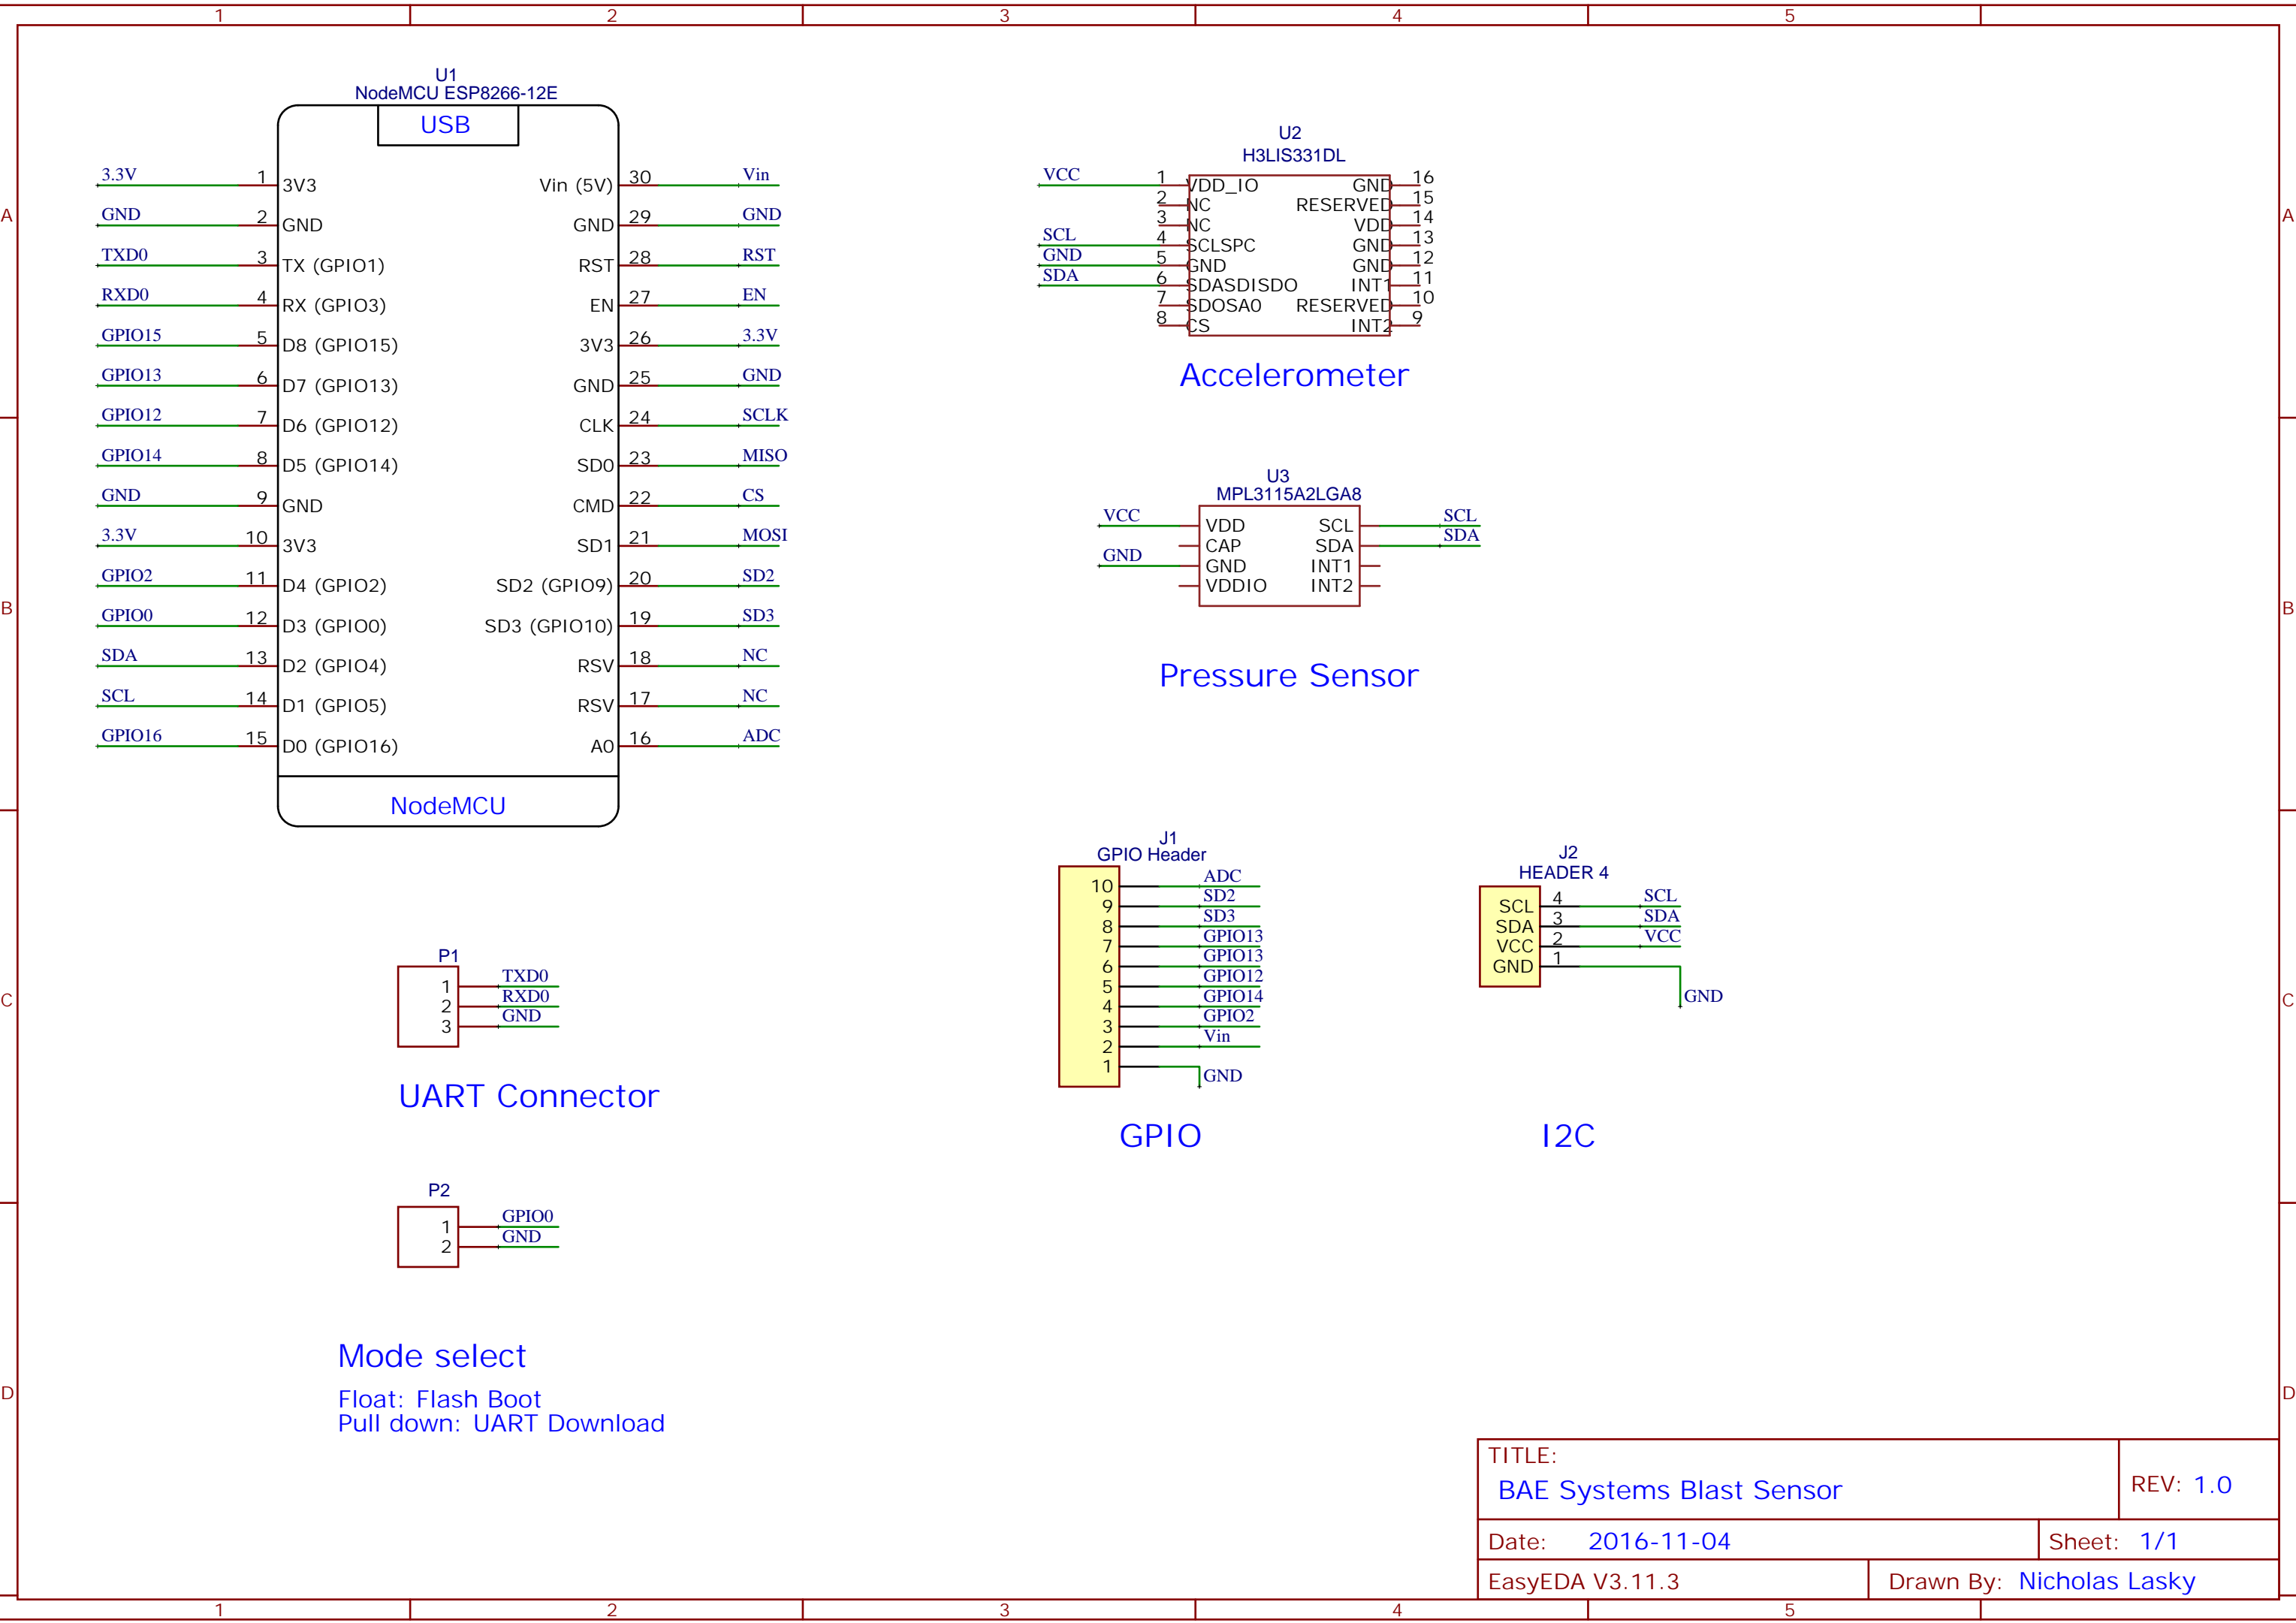 1 2 3 4 5
A
B
C
D
U1
NodeMCU ESP8266-12E
USB
3.3V 1 3V3
GND 2 GND
TXD0 3 TX (GPIO1)
RXD0 4 RX (GPIO3)
GPIO15 5 D8 (GPIO15)
GPIO13 6 D7 (GPIO13)
GPIO12 7 D6 (GPIO12)
GPIO14 8 D5 (GPIO14)
GND 9 GND
3.3V 10 3V3
GPIO2 11 D4 (GPIO2)
GPIO0 12 D3 (GPIO0)
SDA 13 D2 (GPIO4)
SCL 14 D1 (GPIO5)
GPIO16 15 D0 (GPIO16)
Vin (5V) 30 Vin
GND 29 GND
RST 28 RST
EN 27 EN
3V3 26 3.3V
GND 25 GND
CLK 24 SCLK
SD0 23 MISO
CMD 22 CS
SD1 21 MOSI
SD2 (GPIO9) 20 SD2
SD3 (GPIO10) 19 SD3
RSV 18 NC
RSV 17 NC
A0 16 ADC
NodeMCU
U2
H3LIS331DL
VCC 1 VDD_IO
2 NC
3 NC
SCL 4 SCLSPC
GND 5 GND
SDA 6 SDASDISDO
7 SDOSA0
8 CS
GND 16
RESERVED 15
VDD 14
GND 13
GND 12
INT1 11
RESERVED 10
INT2 9
Accelerometer
U3
MPL3115A2LGA8
VCC VDD SCL SCL
CAP SDA SDA
GND GND INT1
VDDIO INT2
Pressure Sensor
J1
GPIO Header
10 ADC
9 SD2
8 SD3
7 GPIO13
6 GPIO13
5 GPIO12
4 GPIO14
3 GPIO2
2 Vin
1 GND
GPIO
J2
HEADER 4
SCL 4 SCL
SDA 3 SDA
VCC 2 VCC
GND 1
GND
I2C
P1
1 TXD0
2 RXD0
3 GND
UART Connector
P2
1 GPIO0
2 GND
Mode select
Float: Flash Boot
Pull down: UART Download
TITLE:
BAE Systems Blast Sensor
REV: 1.0
Date: 2016-11-04
Sheet: 1/1
EasyEDA V3.11.3
Drawn By: Nicholas Lasky
A
B
C
D
1 2 3 4 5